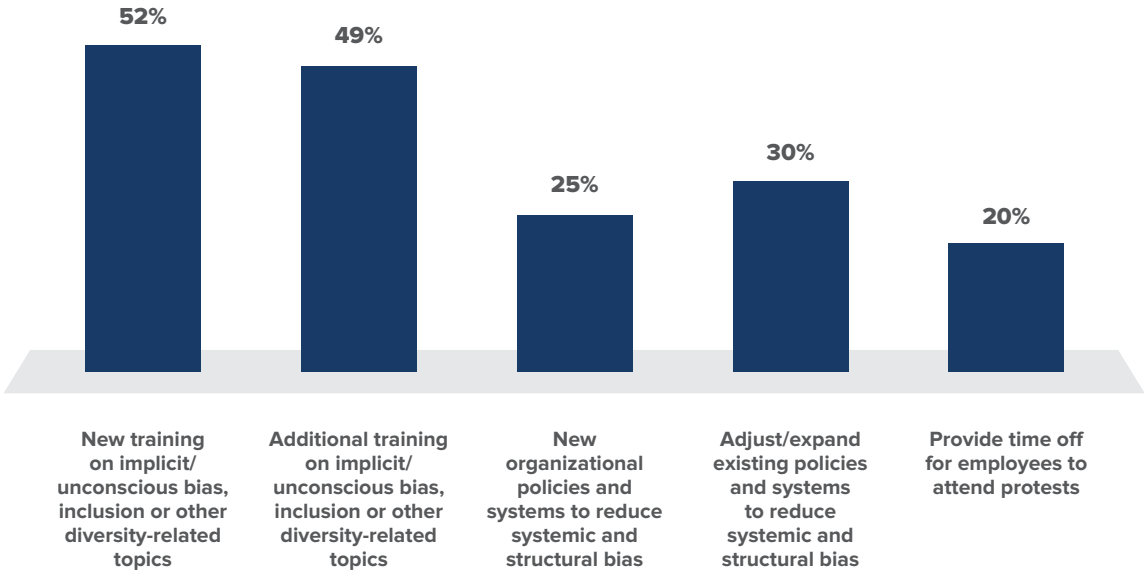 52%
49%
25%
30%
20%
New training
on implicit/
unconscious bias,
inclusion or other
diversity-related
topics
Additional training
on implicit/
unconscious bias,
inclusion or other
diversity-related
topics
New
organizational
policies and
systems to reduce
systemic and
structural bias
Adjust/expand
existing policies
and systems
to reduce
systemic and
structural bias
Provide time off
for employees to
attend protests